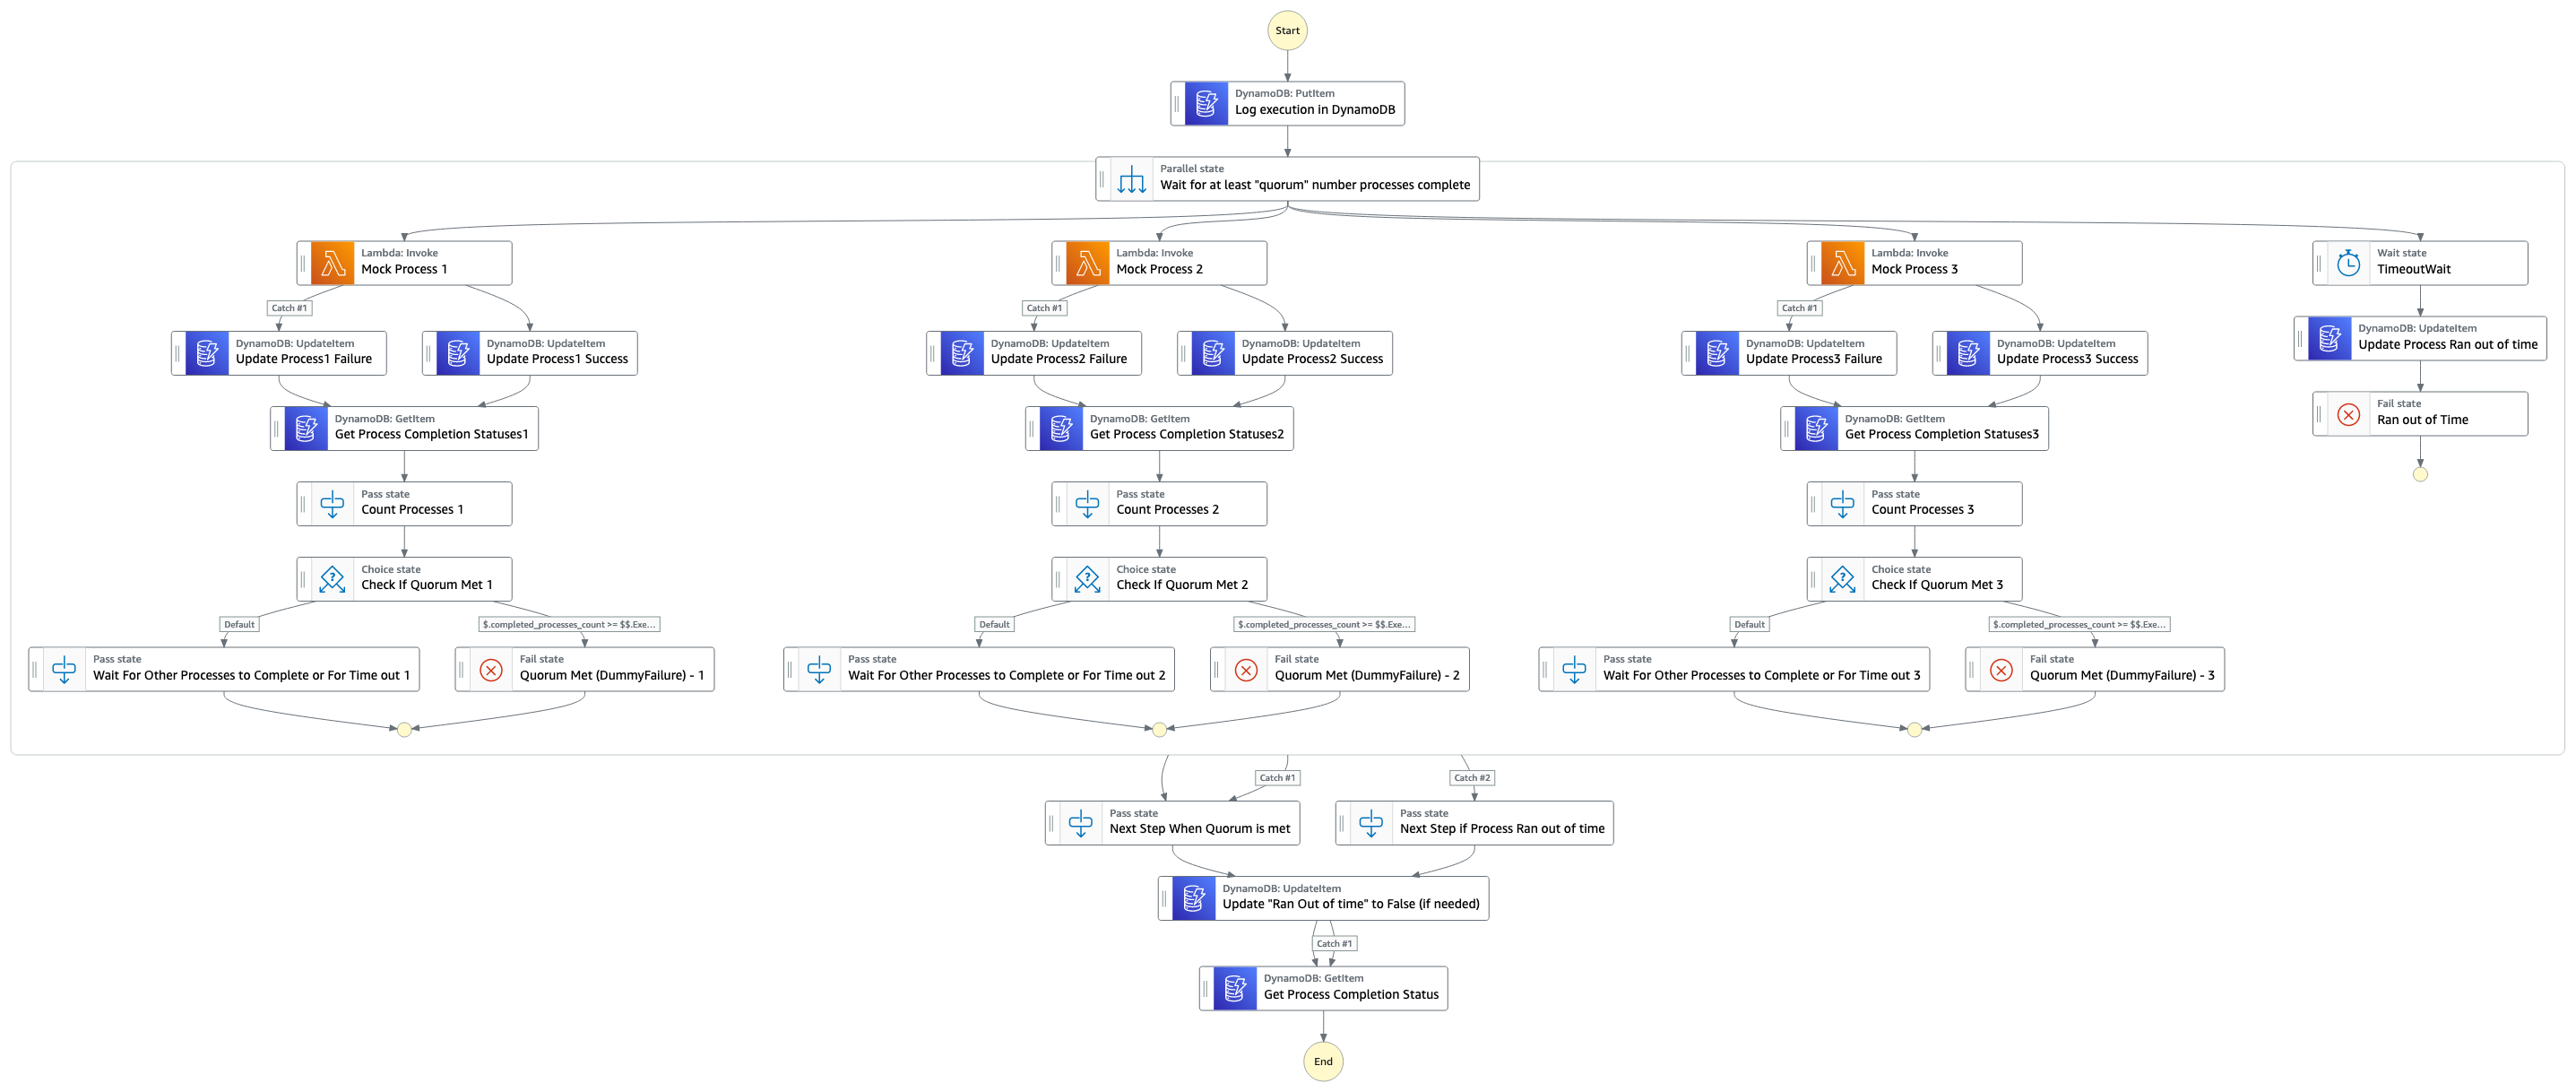 Start
DynamoDB: PutItem
Log execution in DynamoDB
Parallel state
Wait for at least "quorum" number processes complete
Lambda: Invoke
Mock Process 1
Lambda: Invoke
Mock Process 2
Lambda: Invoke
Mock Process 3
Wait state
TimeoutWait
Catch #1
Catch #1
Catch #1
DynamoDB: UpdateItem
Update Process1 Failure
DynamoDB: UpdateItem
Update Process1 Success
DynamoDB: UpdateItem
Update Process2 Failure
DynamoDB: UpdateItem
Update Process2 Success
DynamoDB: UpdateItem
Update Process3 Failure
DynamoDB: UpdateItem
Update Process3 Success
DynamoDB: UpdateItem
Update Process Ran out of time
DynamoDB: GetItem
Get Process Completion Statuses1
DynamoDB: GetItem
Get Process Completion Statuses2
DynamoDB: GetItem
Get Process Completion Statuses3
Fail state
Ran out of Time
Pass state
Count Processes 1
Pass state
Count Processes 2
Pass state
Count Processes 3
Choice state
Check If Quorum Met 1
Choice state
Check If Quorum Met 2
Choice state
Check If Quorum Met 3
Default
$.completed_processes_count >= $$.Exe...
Default
$.completed_processes_count >= $$.Exe...
Default
$.completed_processes_count >= $$.Exe...
Pass state
Wait For Other Processes to Complete or For Time out 1
Fail state
Quorum Met (DummyFailure) - 1
Pass state
Wait For Other Processes to Complete or For Time out 2
Fail state
Quorum Met (DummyFailure) - 2
Pass state
Wait For Other Processes to Complete or For Time out 3
Fail state
Quorum Met (DummyFailure) - 3
Catch #1
Catch #2
Pass state
Next Step When Quorum is met
Pass state
Next Step if Process Ran out of time
DynamoDB: UpdateItem
Update "Ran Out of time" to False (if needed)
Catch #1
DynamoDB: GetItem
Get Process Completion Status
End